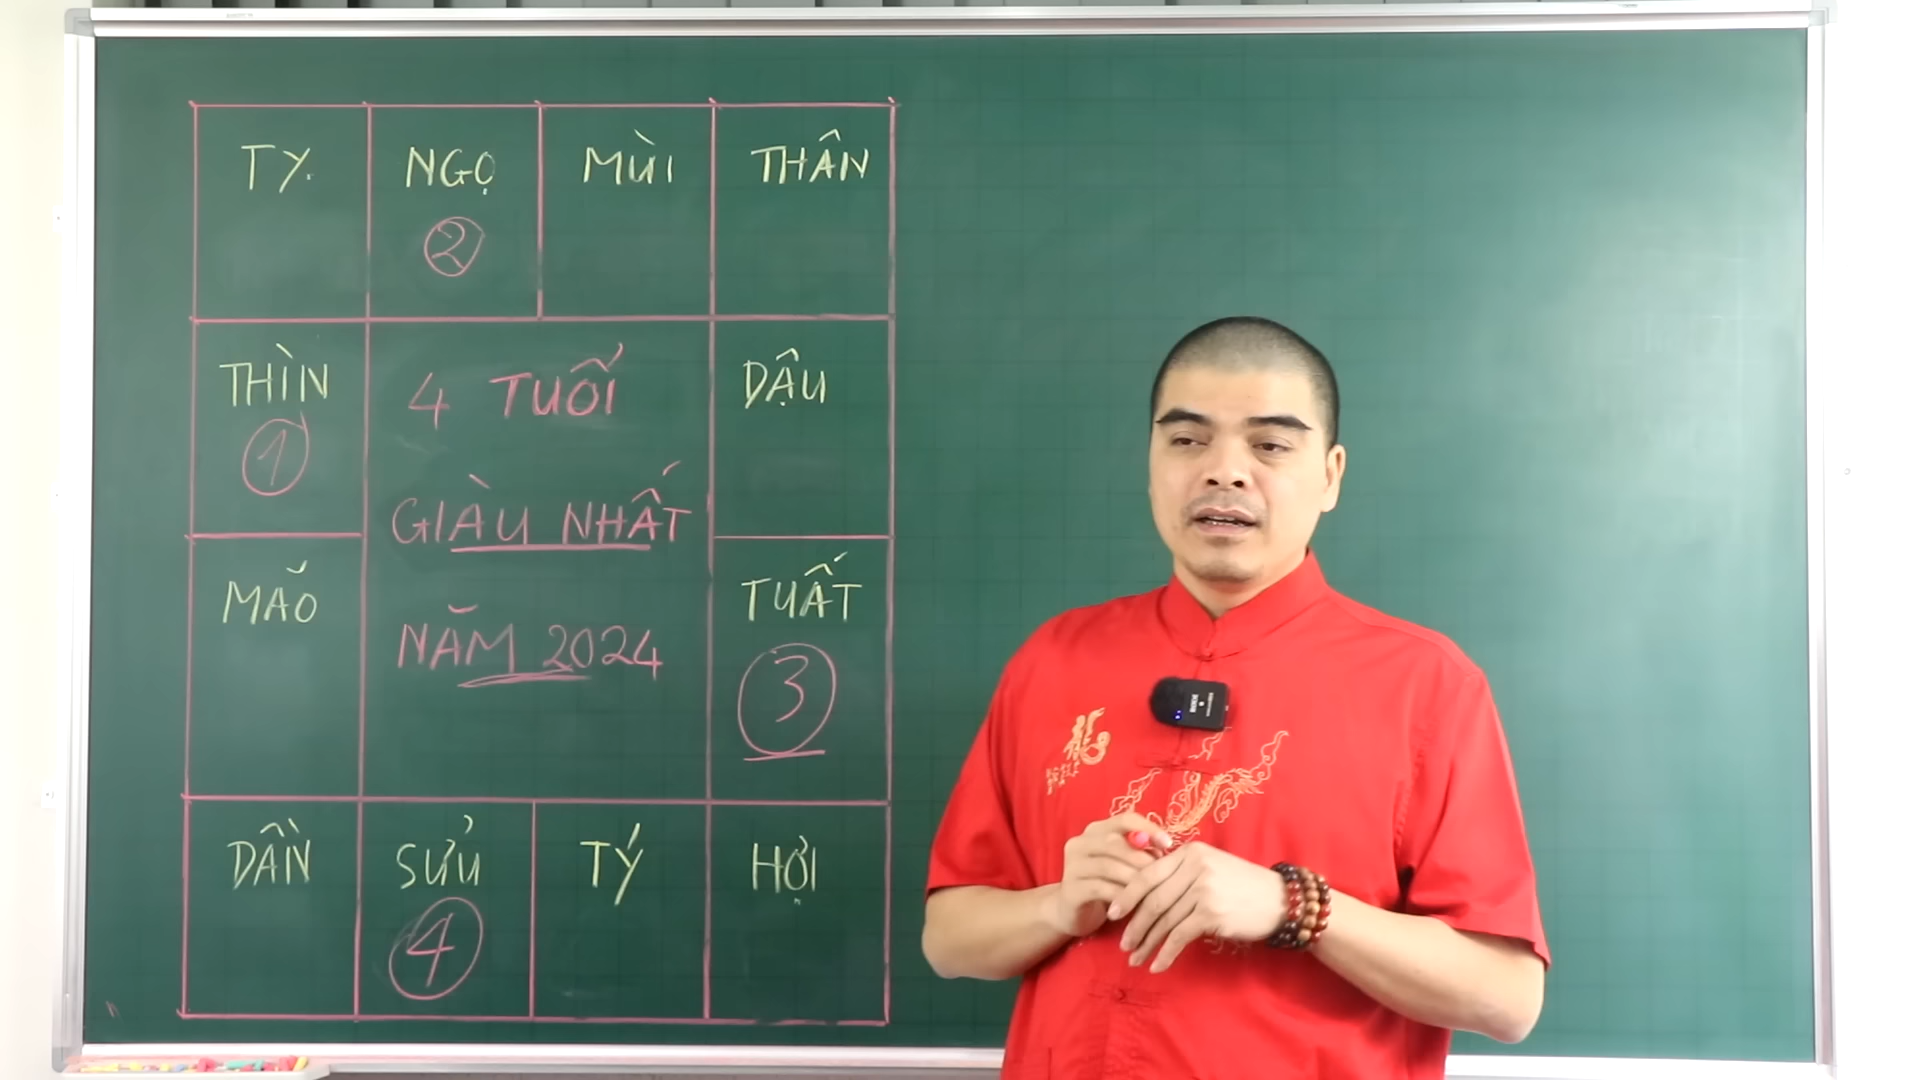 TỴ
NGỌ
MÙI
THÂN
②
THÌN
①
4 TUỔI
GIÀU NHẤT
NĂM 2024
DẬU
MÃO
TUẤT
③
DẦN
SỬU
TÝ
HỢI
④
龍